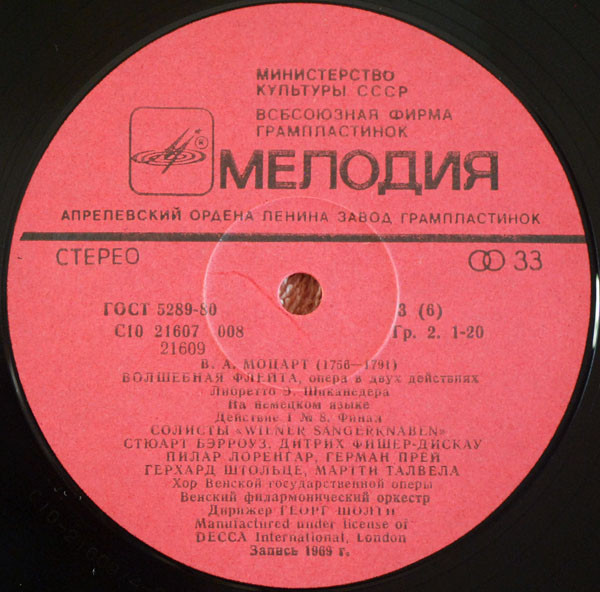 МИНИСТЕРСТВО
КУЛЬТУРЫ СССР
ВСЕСОЮЗНАЯ ФИРМА
ГРАМПЛАСТИНОК
МЕЛОДИЯ
АПРЕЛЕВСКИЙ ОРДЕНА ЛЕНИНА ЗАВОД ГРАМПЛАСТИНОК
СТЕРЕО 33
ГОСТ 5289-80 3 (6)
С10 21607 008 Гр. 2. 1-20
21609
В. А. МОЦАРТ (1756—1791)
ВОЛШЕБНАЯ ФЛЕЙТА, опера в двух действиях
Либретто Э. Шиканедера
На немецком языке
Действие 1 № 8. Финал
СОЛИСТЫ «WIENER SANGERKNABEN»
СТЮАРТ БЭРРОУЗ, ДИТРИХ ФИШЕР-ДИСКАУ
ПИЛАР ЛОРЕНГАР, ГЕРМАН ПРЕЙ
ГЕРХАРД ШТОЛЬЦЕ, МАРТТИ ТАЛВЕЛА
Хор Венской государственной оперы
Венский филармонический оркестр
Дирижер ГЕОРГ ШОЛТИ
Manufactured under license of
DECCA International, London
Запись 1969 г.